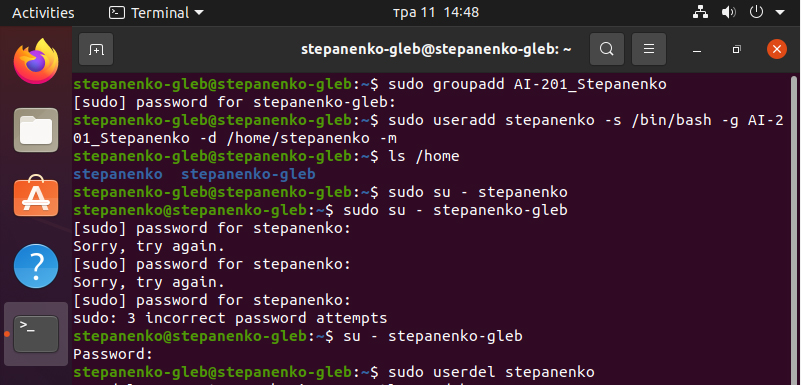 Activities Terminal тра 11 14:48
stepanenko-gleb@stepanenko-gleb: ~
stepanenko-gleb@stepanenko-gleb:~$ sudo groupadd AI-201_Stepanenko
[sudo] password for stepanenko-gleb:
stepanenko-gleb@stepanenko-gleb:~$ sudo useradd stepanenko -s /bin/bash -g AI-2
01_Stepanenko -d /home/stepanenko -m
stepanenko-gleb@stepanenko-gleb:~$ ls /home
stepanenko  stepanenko-gleb
stepanenko-gleb@stepanenko-gleb:~$ sudo su - stepanenko
stepanenko@stepanenko-gleb:~$ sudo su - stepanenko-gleb
[sudo] password for stepanenko:
Sorry, try again.
[sudo] password for stepanenko:
Sorry, try again.
[sudo] password for stepanenko:
sudo: 3 incorrect password attempts
stepanenko@stepanenko-gleb:~$ su - stepanenko-gleb
Password:
stepanenko-gleb@stepanenko-gleb:~$ sudo userdel stepanenko